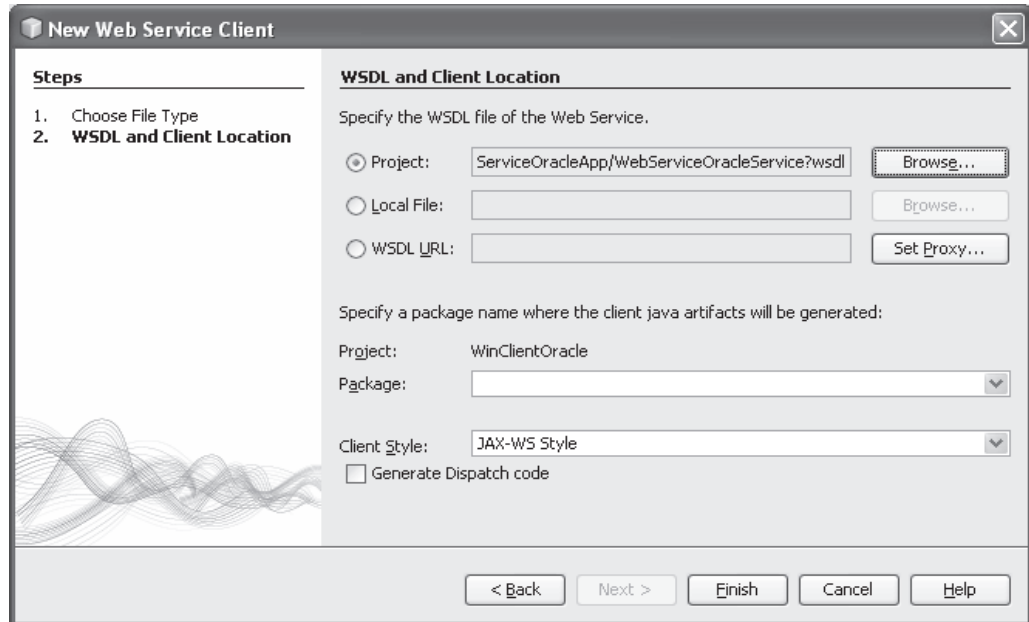 New Web Service Client
Steps
1. Choose File Type
2. WSDL and Client Location
WSDL and Client Location
Specify the WSDL file of the Web Service.
Project: ServiceOracleApp/WebServiceOracleService?wsdl Browse...
Local File: Browse...
WSDL URL: Set Proxy...
Specify a package name where the client java artifacts will be generated:
Project: WinClientOracle
Package:
Client Style: JAX-WS Style
Generate Dispatch code
< Back Next > Finish Cancel Help